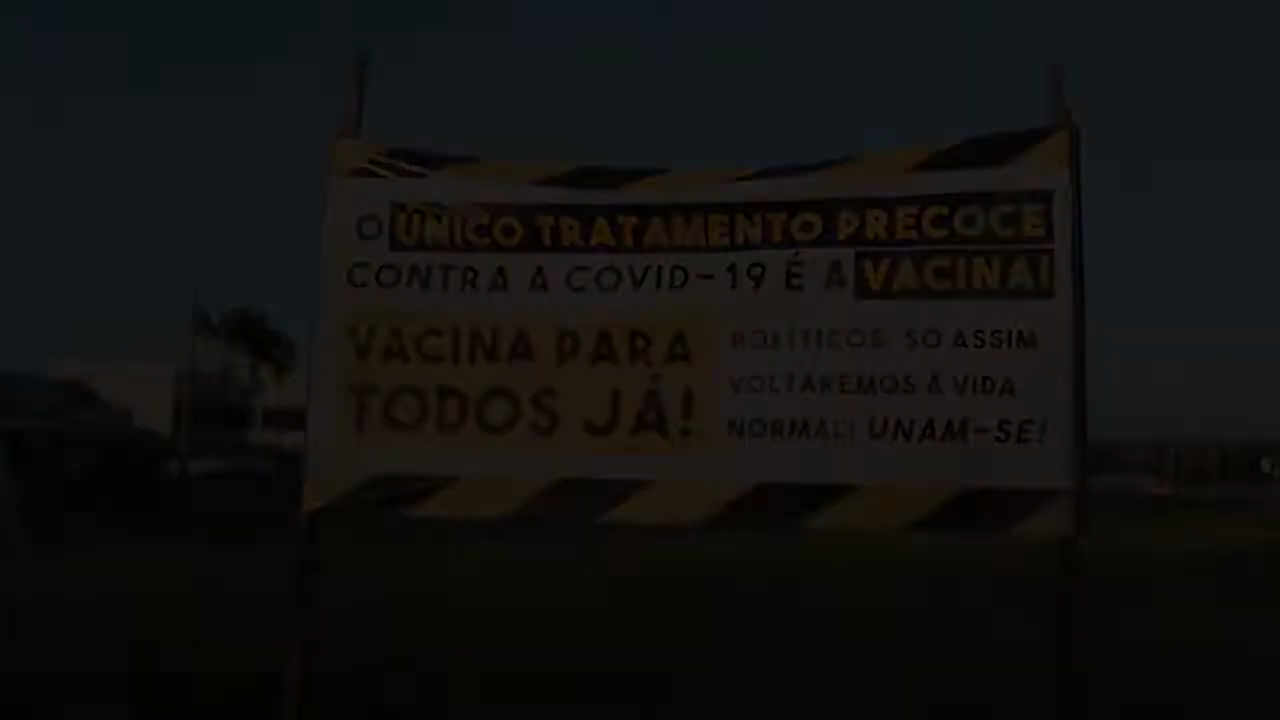 O ÚNICO TRATAMENTO PRECOCE
CONTRA A COVID-19 É A VACINA!
VACINA PARA
TODOS JÁ!
POLÍTICOS: SÓ ASSIM
VOLTAREMOS À VIDA
NORMAL! UNAM-SE!